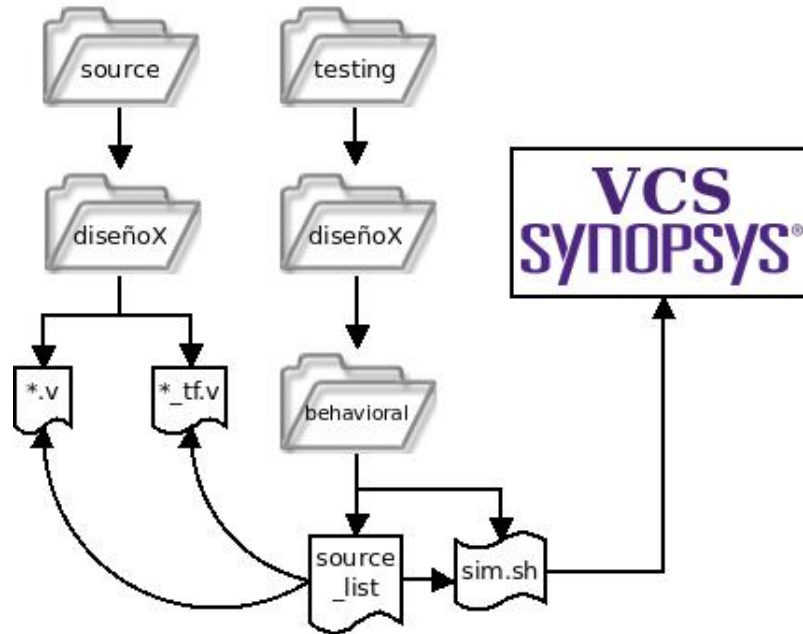 source
testing
diseñoX
diseñoX
VCS
SYNOPSYS®
*.v
*_tf.v
behavioral
source
_list
sim.sh